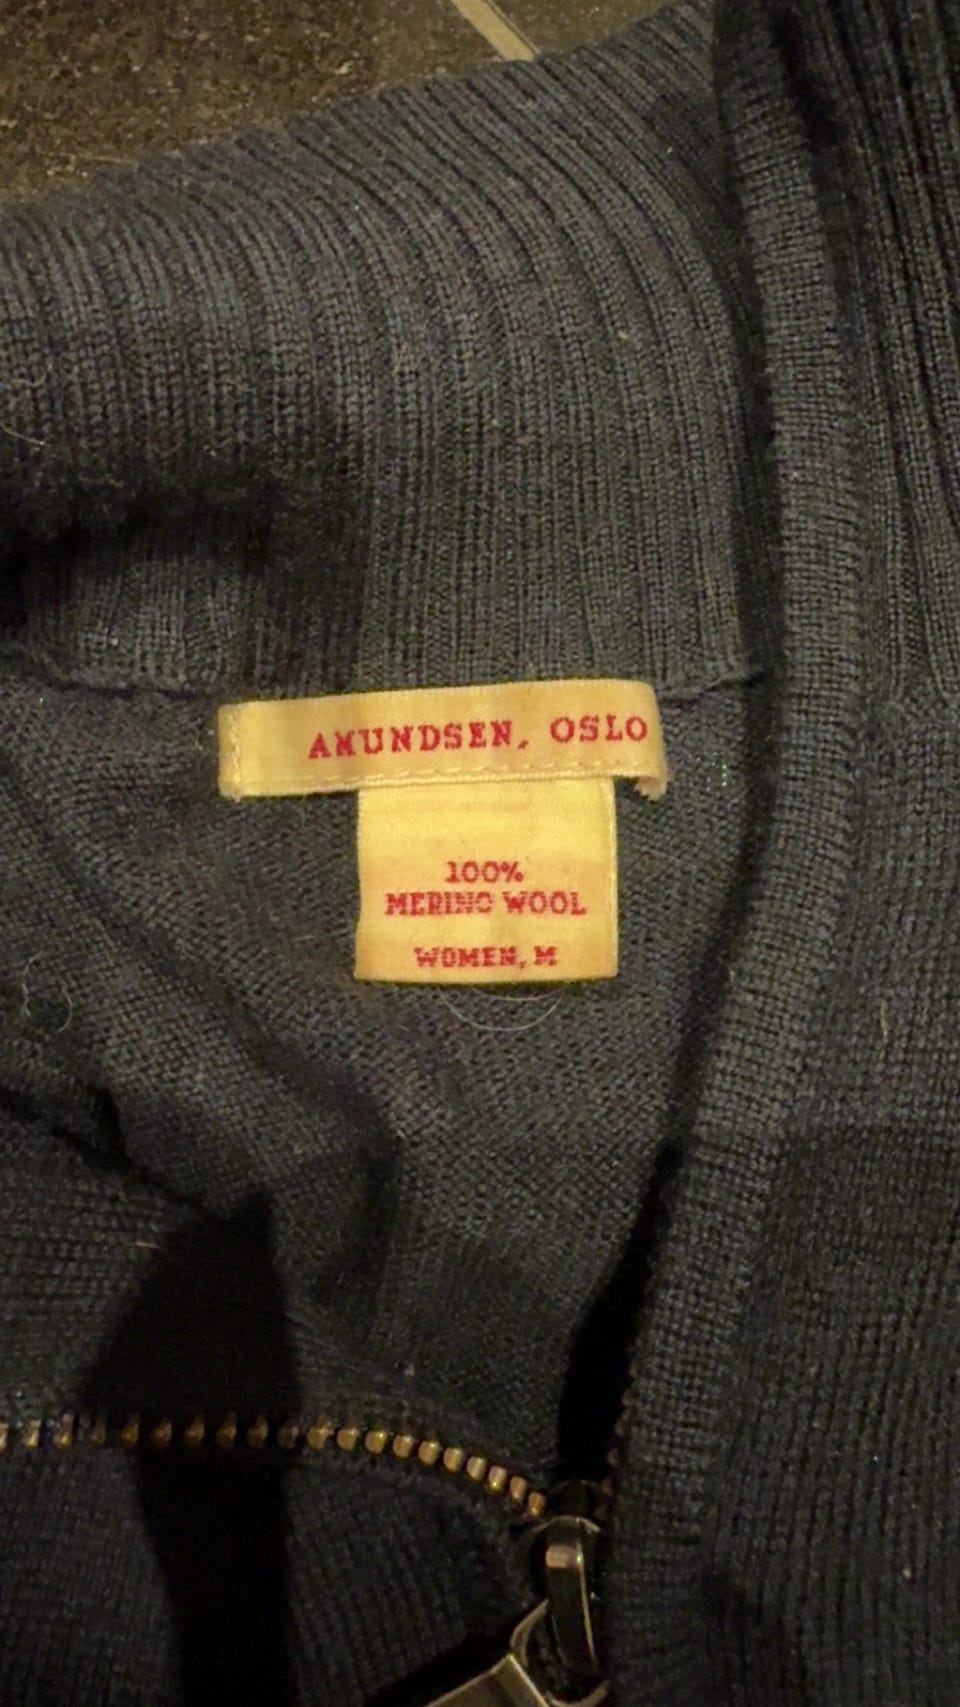 AMUNDSEN, OSLO
100%
MERINO WOOL
WOMEN, M